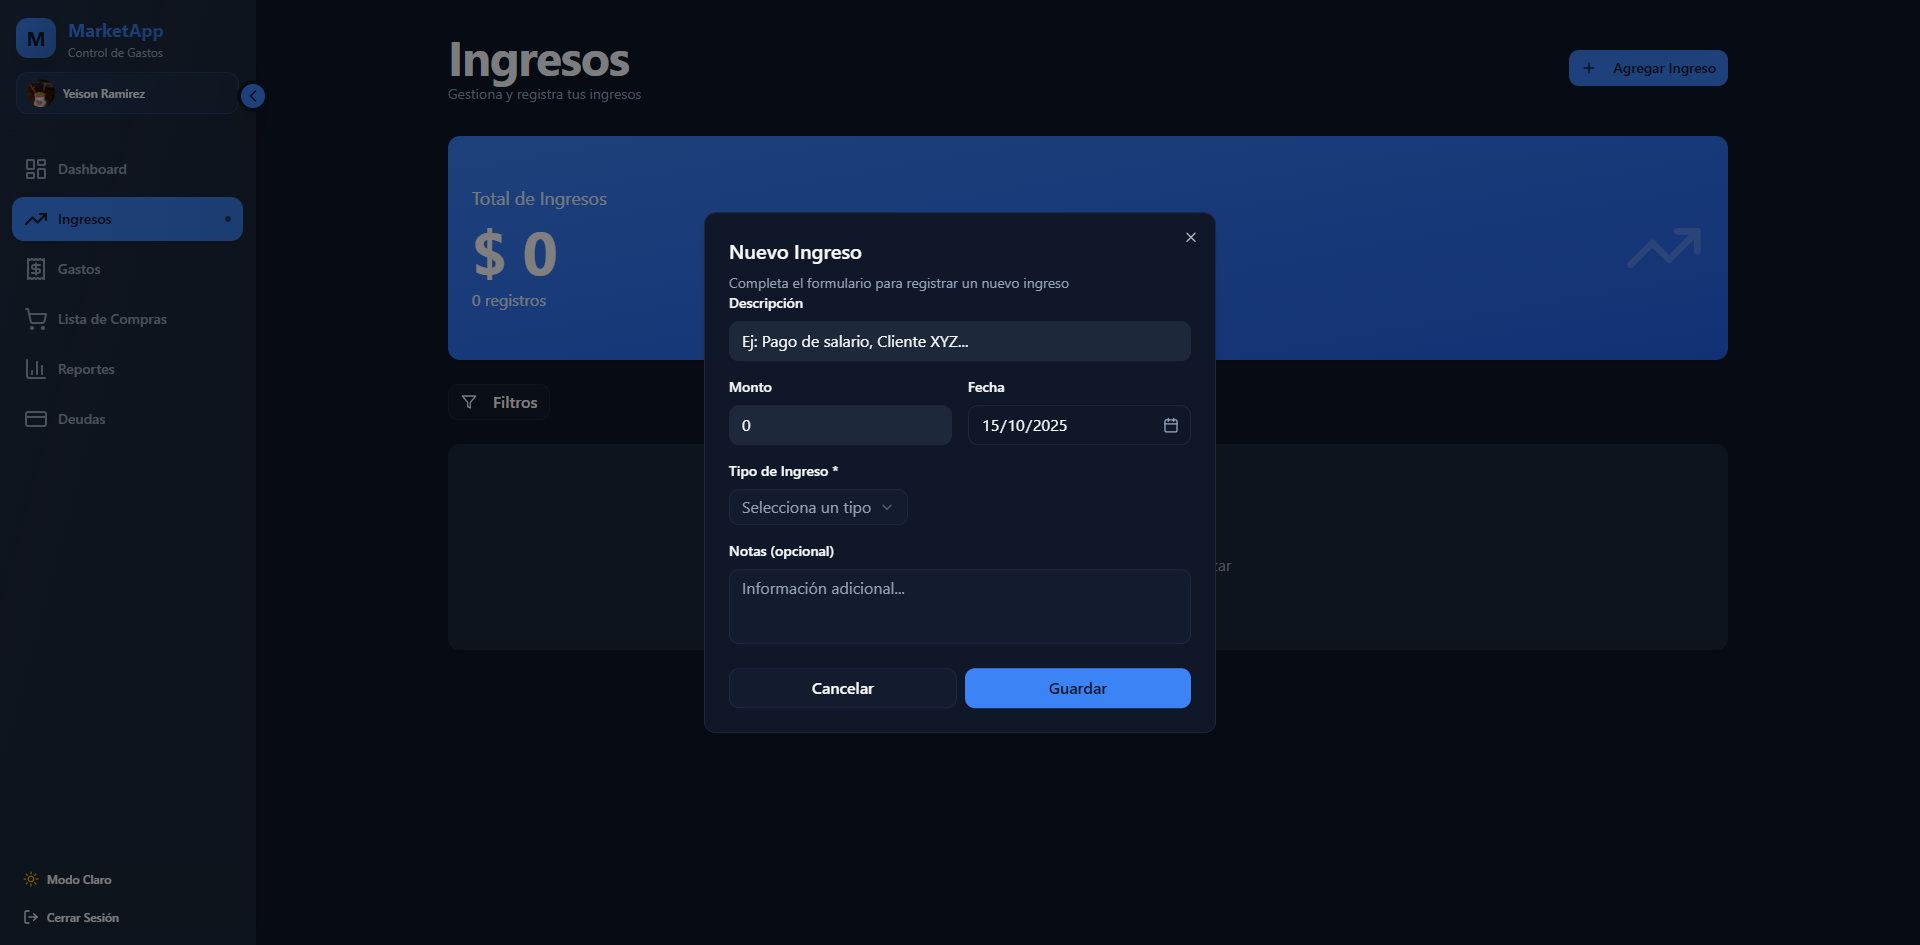 M
MarketApp
Control de Gastos
Yeison Ramirez
Dashboard
Ingresos
Gastos
Lista de Compras
Reportes
Deudas
Modo Claro
Cerrar Sesión
Ingresos
Gestiona y registra tus ingresos
+ Agregar Ingreso
Total de Ingresos
$ 0
0 registros
Filtros
Nuevo Ingreso
Completa el formulario para registrar un nuevo ingreso
Descripción
Ej: Pago de salario, Cliente XYZ...
Monto Fecha
0 15/10/2025
Tipo de Ingreso *
Selecciona un tipo
Notas (opcional)
Información adicional...
Cancelar Guardar